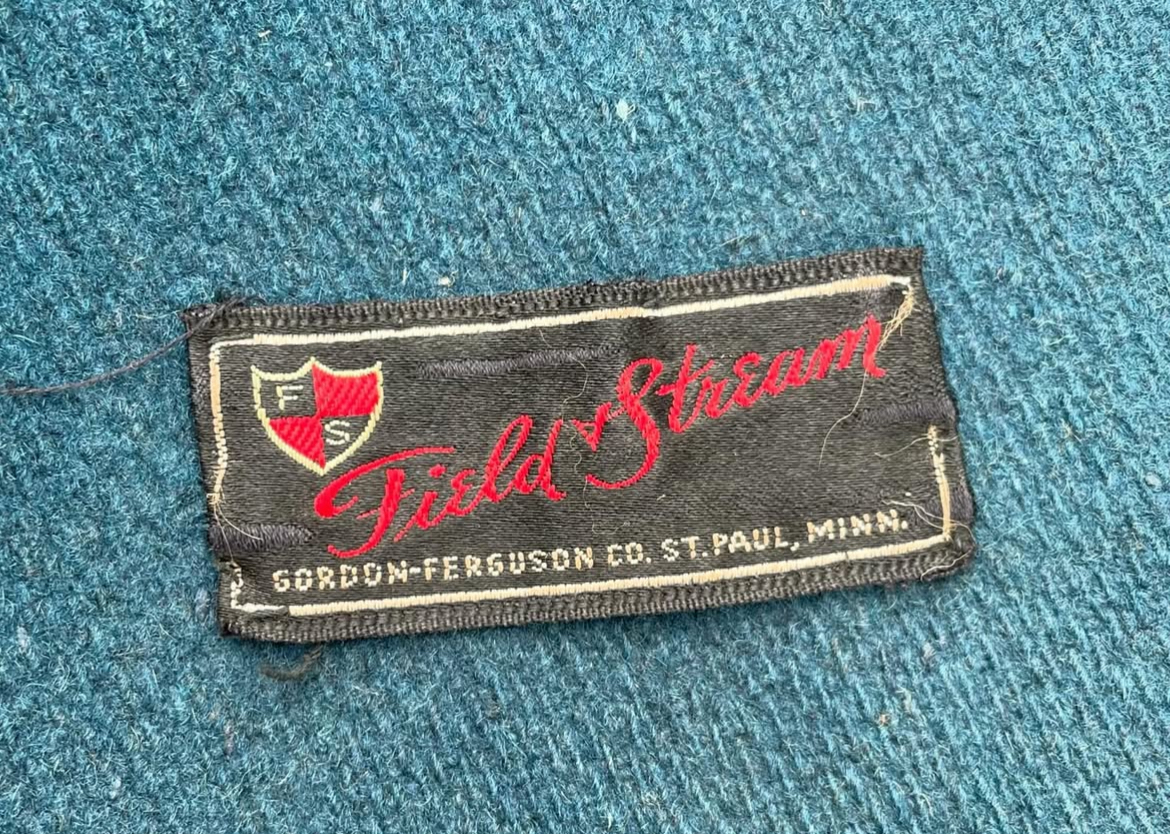 F
S
Field & Stream
GORDON-FERGUSON CO. ST. PAUL, MINN.